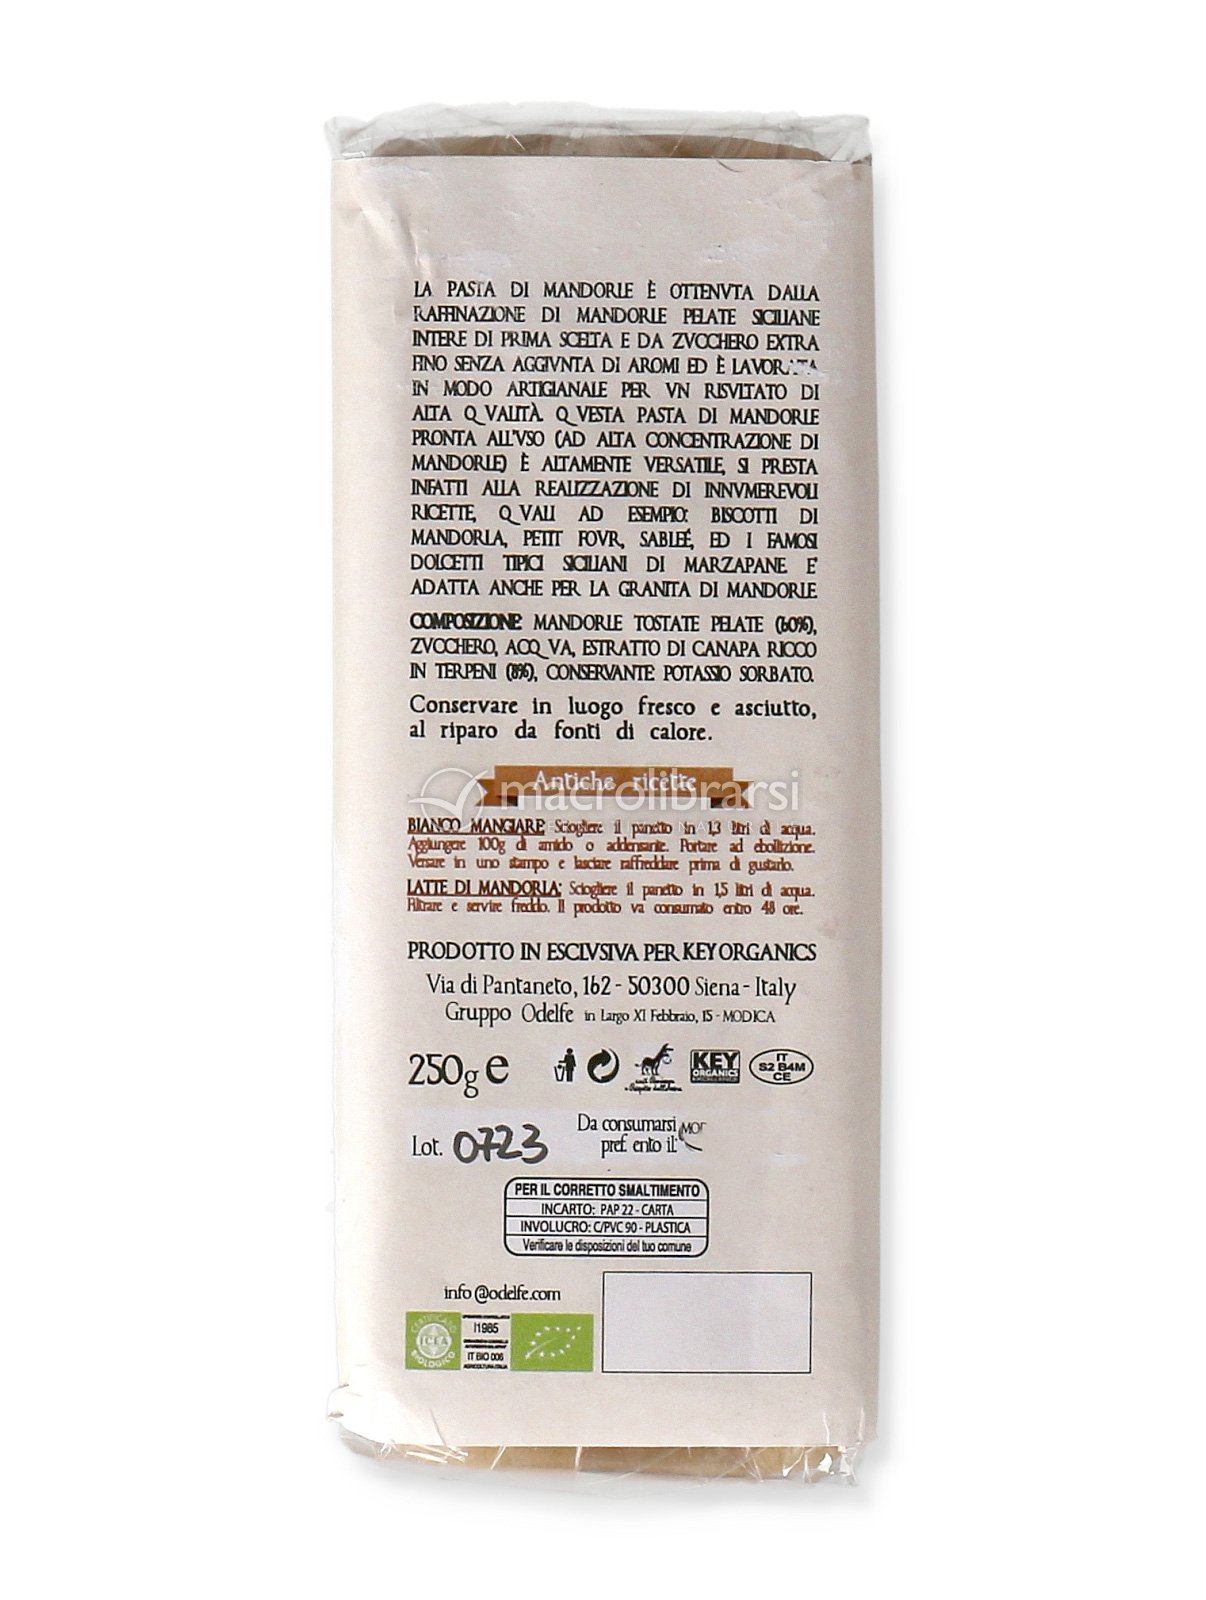 LA PASTA DI MANDORLE È OTTENVTA DALLA
RAFFINAZIONE DI MANDORLE PELATE SICILIANE
INTERE DI PRIMA SCELTA E DA ZVCCHERO EXTRA
FINO SENZA AGGIVNTA DI AROMI ED È LAVORATA
IN MODO ARTIGIANALE PER VN RISVLTATO DI
ALTA QVALITÀ. QVESTA PASTA DI MANDORLE
PRONTA ALL'VSO (AD ALTA CONCENTRAZIONE DI
MANDORLE) È ALTAMENTE VERSATILE, SI PRESTA
INFATTI ALLA REALIZZAZIONE DI INNVMEREVOLI
RICETTE, QVALI AD ESEMPIO: BISCOTTI DI
MANDORLA, PETIT FOVR, SABLEÉ, ED I FAMOSI
DOLCETTI TIPICI SICILIANI DI MARZAPANE. E'
ADATTA ANCHE PER LA GRANITA DI MANDORLE.
COMPOSIZIONE: MANDORLE TOSTATE PELATE (60%),
ZVCCHERO, ACQVA, ESTRATTO DI CANAPA RICCO
IN TERPENI (8%), CONSERVANTE: POTASSIO SORBATO.
Conservare in luogo fresco e asciutto,
al riparo da fonti di calore.
Antiche ricette
macrolibrarsi
BIANCO MANGIARE: Sciogliere il panetto in 1,3 litri di acqua.
Aggiungere 100g di amido o addensante. Portare ad ebollizione.
Versare in uno stampo e lasciare raffreddare prima di gustarlo.
LATTE DI MANDORLA: Sciogliere il panetto in 1,5 litri di acqua.
Filtrare e servire freddo. Il prodotto va consumato entro 48 ore.
PRODOTTO IN ESCLVSIVA PER KEY ORGANICS
Via di Pantaneto, 162 - 50300 Siena - Italy
Gruppo Odelfe in Largo XI Febbraio, 15 - MODICA
250g e
KEY
ORGANICS
IT
S2 B4M
CE
Lot. 0723
Da consumarsi
pref. entro il:
PER IL CORRETTO SMALTIMENTO
INCARTO: PAP 22 - CARTA
INVOLUCRO: C/PVC 90 - PLASTICA
Verificare le disposizioni del tuo comune
info@odelfe.com
CERTIFICATO
ICEA
BIOLOGICO
I1985
IT BIO 006
AGRICOLTURA ITALIA